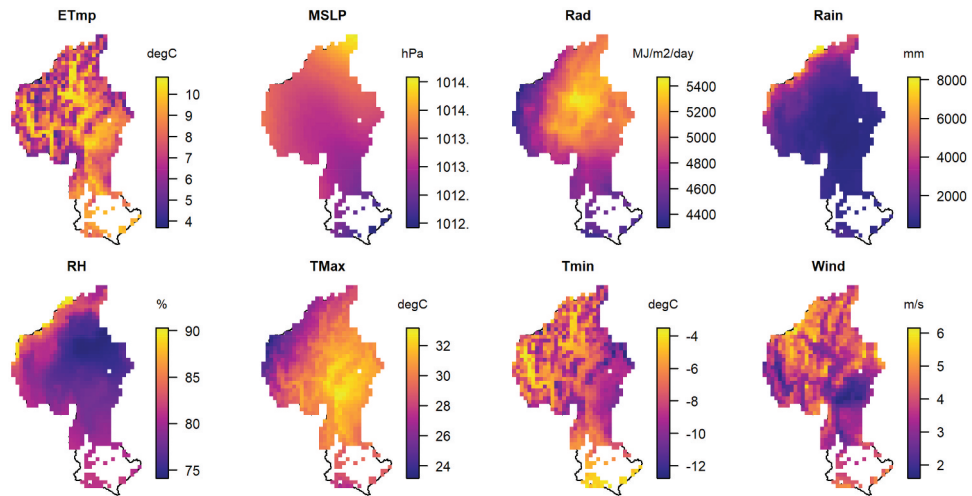 ETmp
degC
10
9
8
7
6
5
4
MSLP
hPa
1014.
1014.
1014.
1013.
1013.
1012.
1012.
Rad
MJ/m2/day
5400
5200
5000
4800
4600
4400
Rain
mm
8000
6000
4000
2000
RH
%
90
85
80
75
TMax
degC
32
30
28
26
24
Tmin
degC
-4
-6
-8
-10
-12
Wind
m/s
6
5
4
3
2